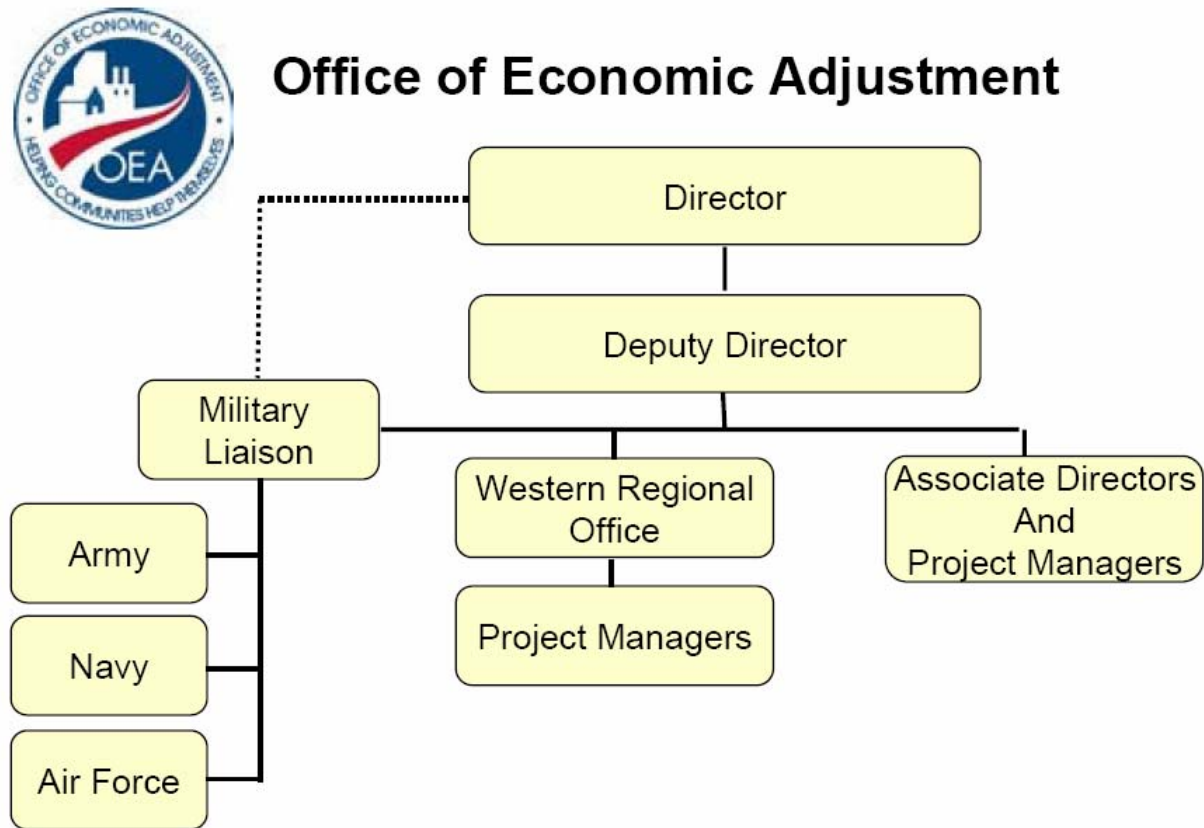 OFFICE OF ECONOMIC ADJUSTMENT
OEA
HELPING COMMUNITIES HELP THEMSELVES
Office of Economic Adjustment
Director
Deputy Director
Military
Liaison
Western Regional
Office
Associate Directors
And
Project Managers
Army
Project Managers
Navy
Air Force